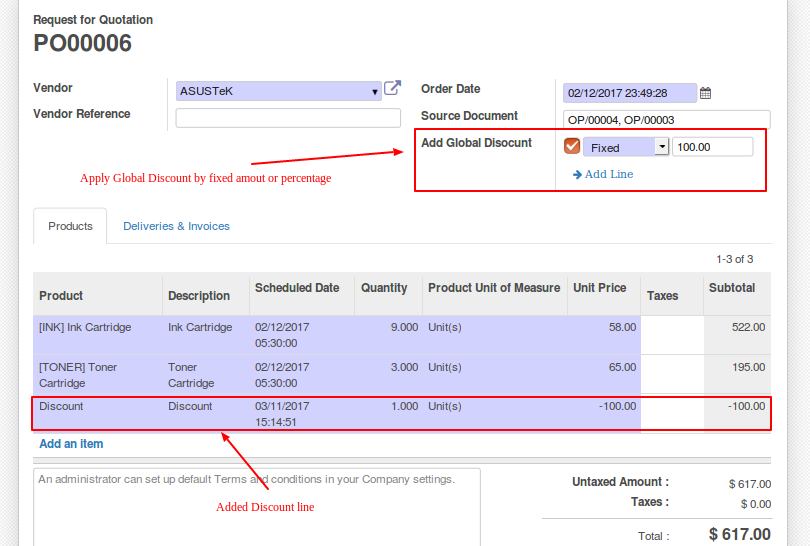 Request for Quotation
PO00006
Vendor
ASUSTeK
Order Date
02/12/2017 23:49:28
Vendor Reference
Source Document
OP/00004, OP/00003
Add Global Disocunt
Fixed
100.00
Apply Global Discount by fixed amout or percentage
Add Line
Products
Deliveries & Invoices
1-3 of 3
Product Description Scheduled Date Quantity Product Unit of Measure Unit Price Taxes Subtotal
[INK] Ink Cartridge Ink Cartridge 02/12/2017 9.000 Unit(s) 58.00 522.00
05:30:00
[TONER] Toner Toner 02/12/2017 3.000 Unit(s) 65.00 195.00
Cartridge Cartridge 05:30:00
Discount Discount 03/11/2017 1.000 Unit(s) -100.00 -100.00
15:14:51
Add an item
An administrator can set up default Terms and conditions in your Company settings.
Untaxed Amount : $ 617.00
Taxes : $ 0.00
Added Discount line
Total : $ 617.00